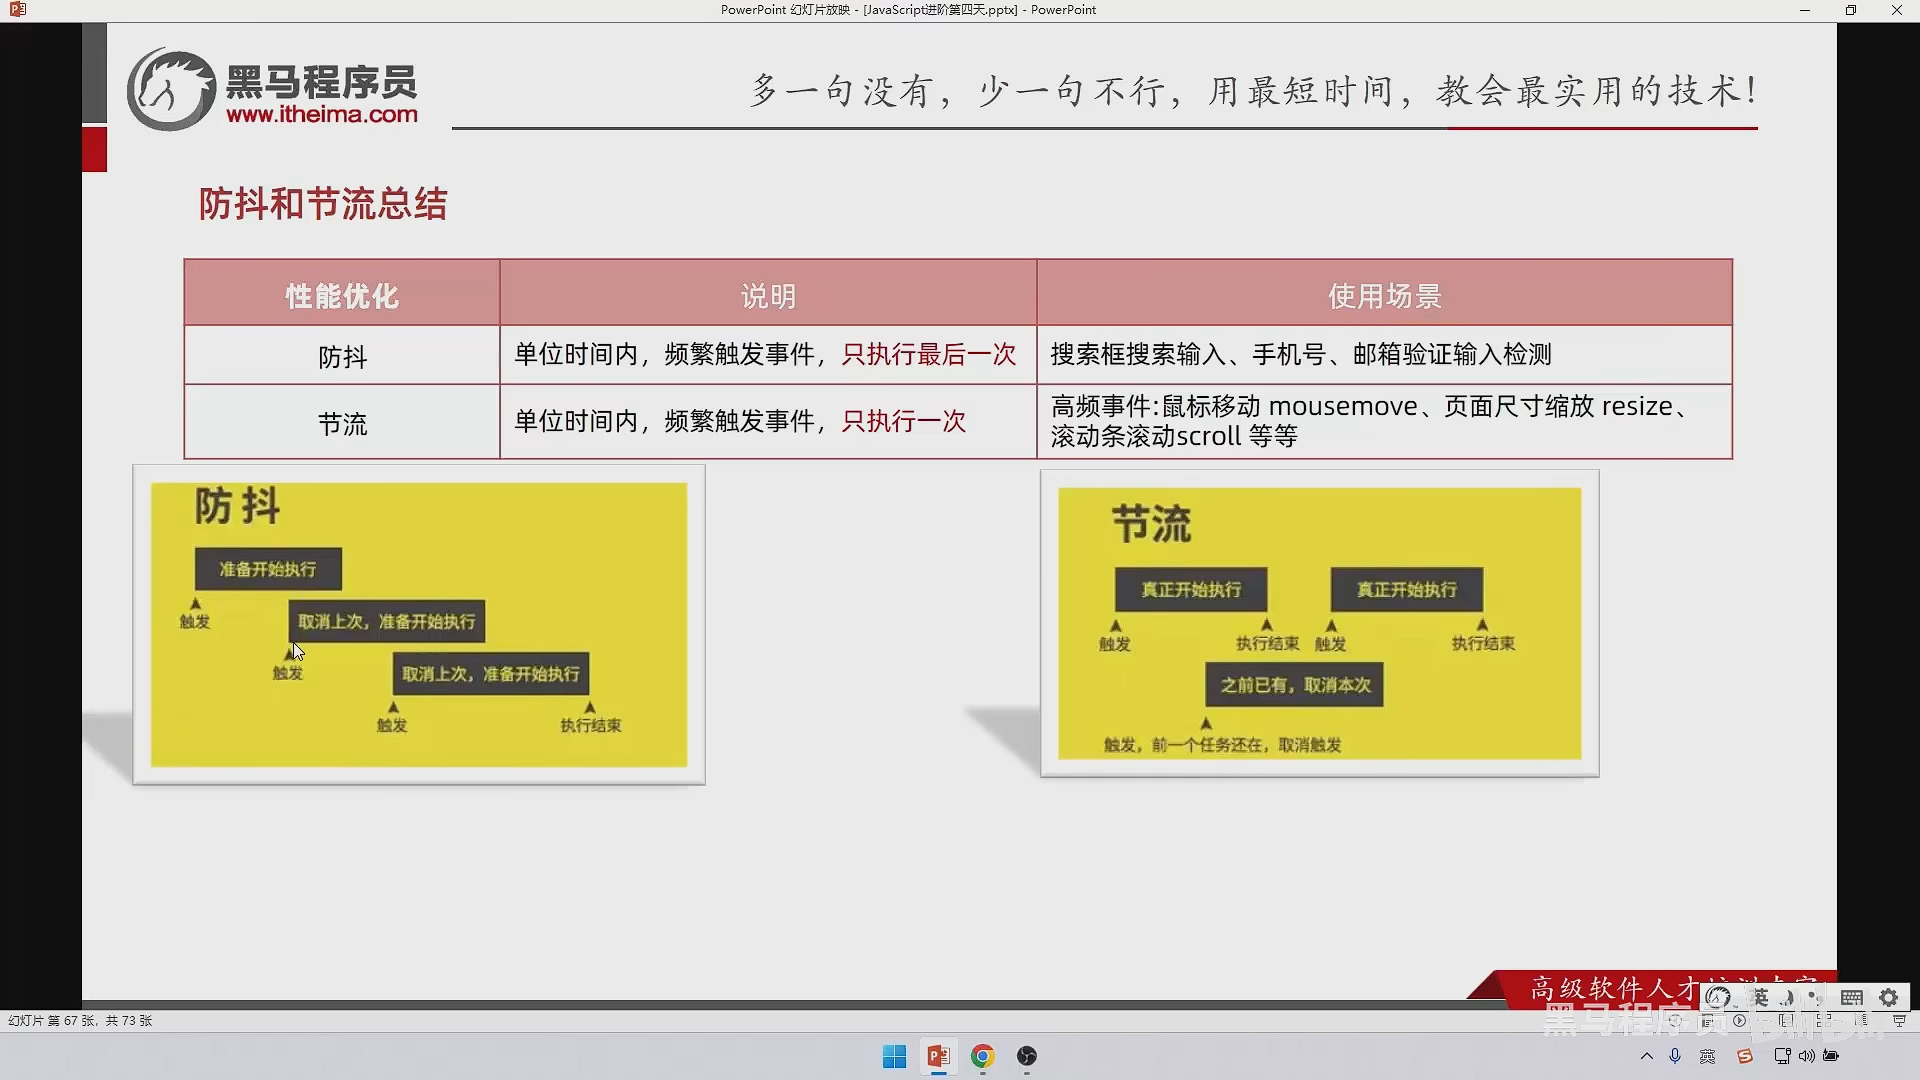 PowerPoint 幻灯片放映 - [JavaScript进阶第四天.pptx] - PowerPoint
黑马程序员
www.itheima.com
多一句没有，少一句不行，用最短时间，教会最实用的技术！
防抖和节流总结
性能优化
说明
使用场景
防抖
单位时间内，频繁触发事件，只执行最后一次
搜索框搜索输入、手机号、邮箱验证输入检测
节流
单位时间内，频繁触发事件，只执行一次
高频事件:鼠标移动 mousemove、页面尺寸缩放 resize、
滚动条滚动scroll 等等
防抖
准备开始执行
触发
取消上次，准备开始执行
触发
取消上次，准备开始执行
触发
执行结束
节流
真正开始执行
真正开始执行
触发
执行结束
触发
执行结束
之前已有，取消本次
触发，前一个任务还在，取消触发
高级软件人才
英
黑马程序员
幻灯片 第 67 张，共 73 张
英